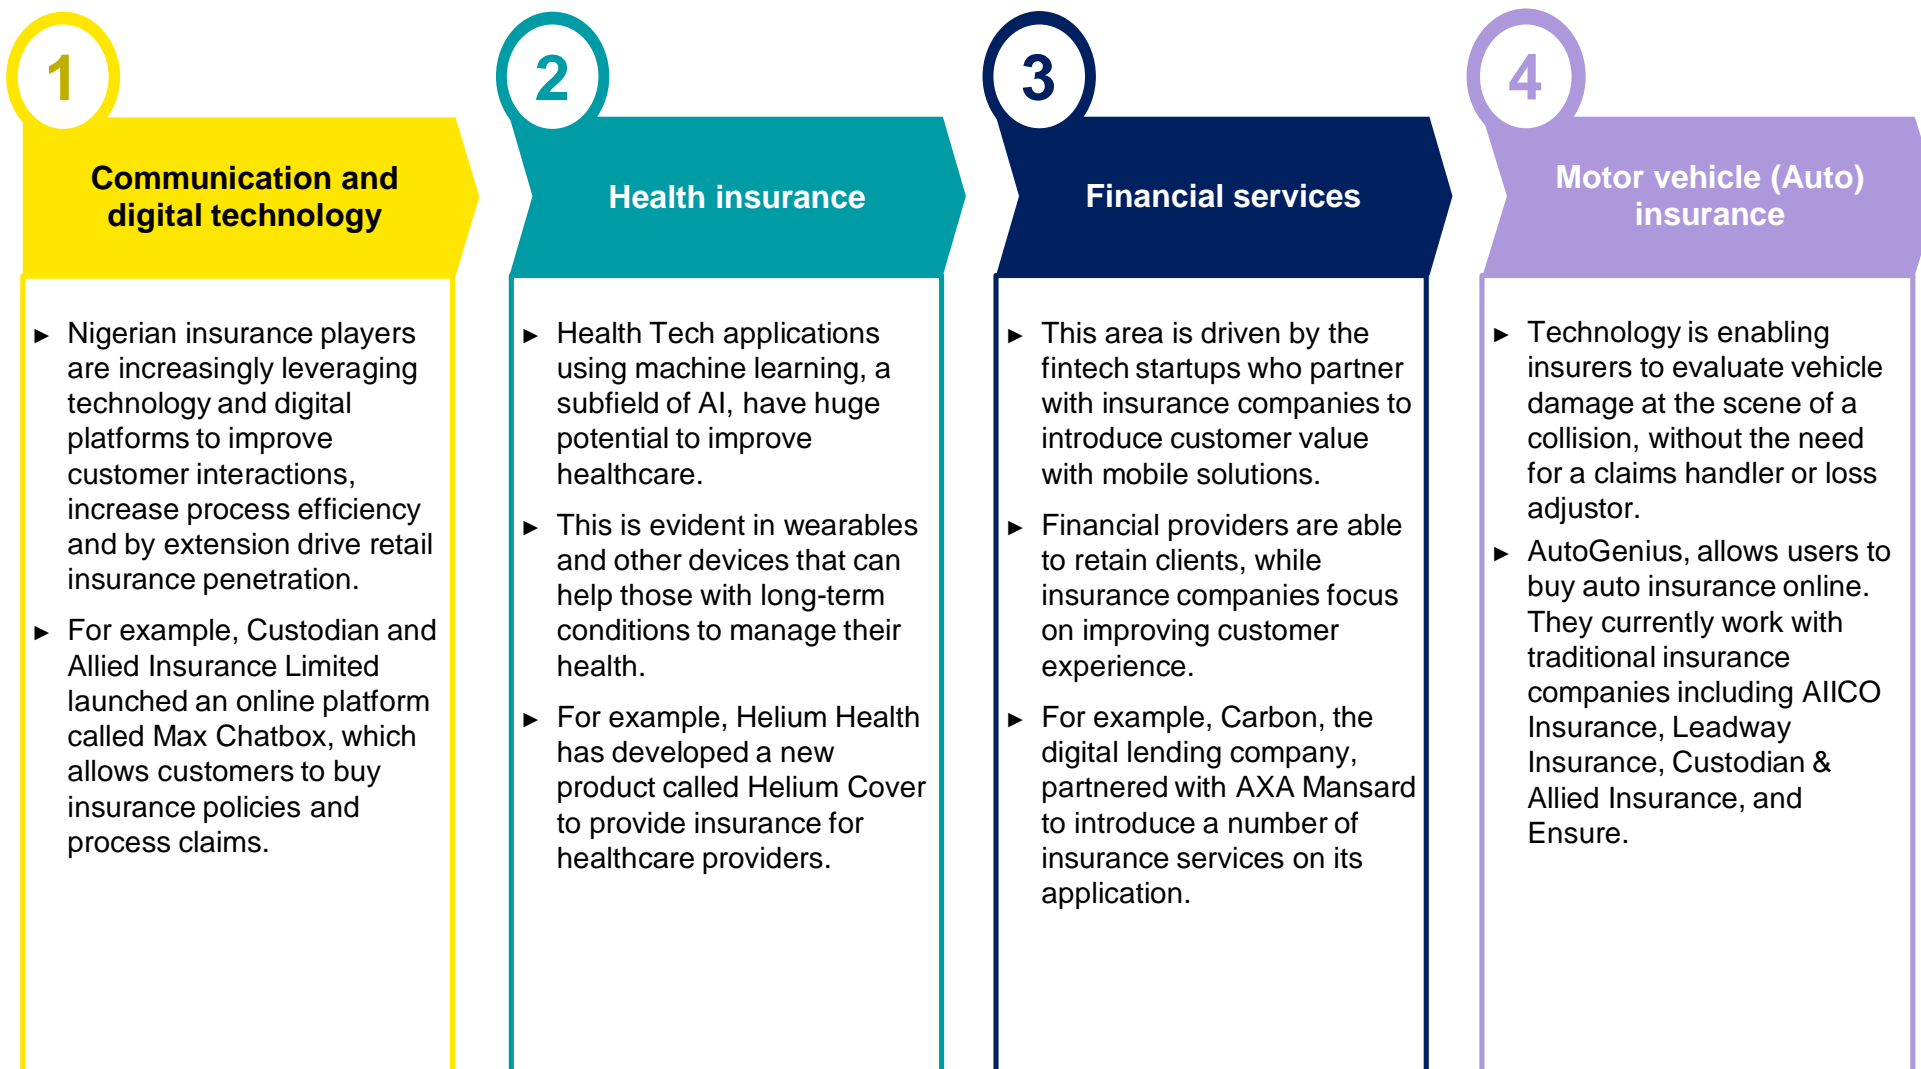 1
Communication and
digital technology
► Nigerian insurance players
are increasingly leveraging
technology and digital
platforms to improve
customer interactions,
increase process efficiency
and by extension drive retail
insurance penetration.
► For example, Custodian and
Allied Insurance Limited
launched an online platform
called Max Chatbox, which
allows customers to buy
insurance policies and
process claims.
2
Health insurance
► Health Tech applications
using machine learning, a
subfield of AI, have huge
potential to improve
healthcare.
► This is evident in wearables
and other devices that can
help those with long-term
conditions to manage their
health.
► For example, Helium Health
has developed a new
product called Helium Cover
to provide insurance for
healthcare providers.
3
Financial services
► This area is driven by the
fintech startups who partner
with insurance companies to
introduce customer value
with mobile solutions.
► Financial providers are able
to retain clients, while
insurance companies focus
on improving customer
experience.
► For example, Carbon, the
digital lending company,
partnered with AXA Mansard
to introduce a number of
insurance services on its
application.
4
Motor vehicle (Auto)
insurance
► Technology is enabling
insurers to evaluate vehicle
damage at the scene of a
collision, without the need
for a claims handler or loss
adjustor.
► AutoGenius, allows users to
buy auto insurance online.
They currently work with
traditional insurance
companies including AIICO
Insurance, Leadway
Insurance, Custodian &
Allied Insurance, and
Ensure.